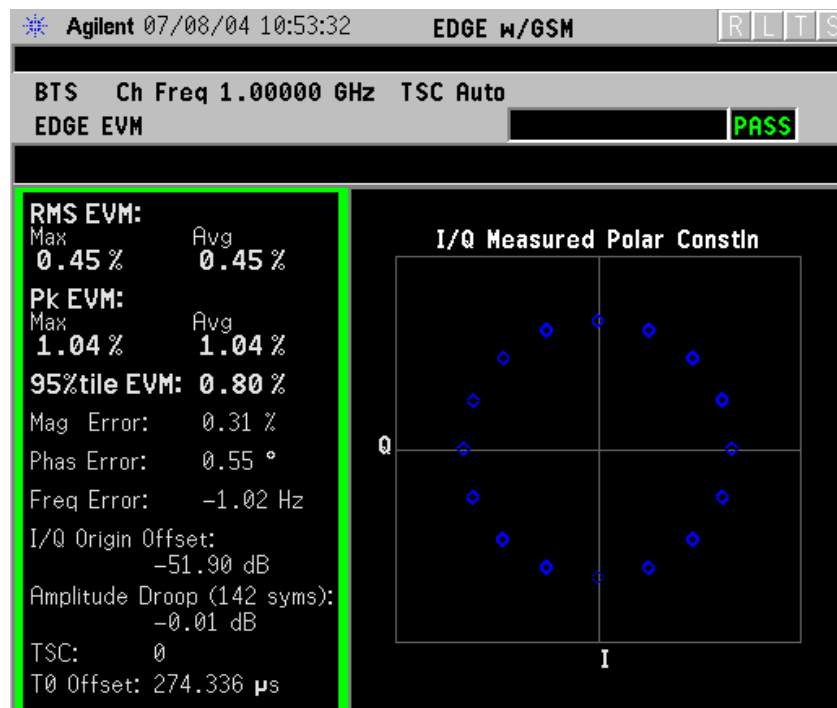 Agilent 07/08/04 10:53:32 EDGE w/GSM R L T S
BTS Ch Freq 1.00000 GHz TSC Auto
EDGE EVM PASS
RMS EVM:
Max Avg
0.45 % 0.45 %
Pk EVM:
Max Avg
1.04 % 1.04 %
95%tile EVM: 0.80 %
Mag Error: 0.31 %
Phas Error: 0.55 °
Freq Error: -1.02 Hz
I/Q Origin Offset:
-51.90 dB
Amplitude Droop (142 syms):
-0.01 dB
TSC: 0
T0 Offset: 274.336 µs
I/Q Measured Polar Constln
Q
I